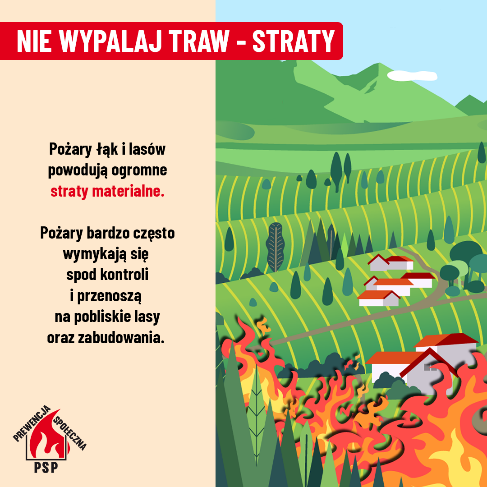 NIE WYPALAJ TRAW - STRATY
Pożary łąk i lasów
powodują ogromne
straty materialne.
Pożary bardzo często
wymykają się
spod kontroli
i przenoszą
na pobliskie lasy
oraz zabudowania.
PREWENCJA SPOŁECZNA
PSP